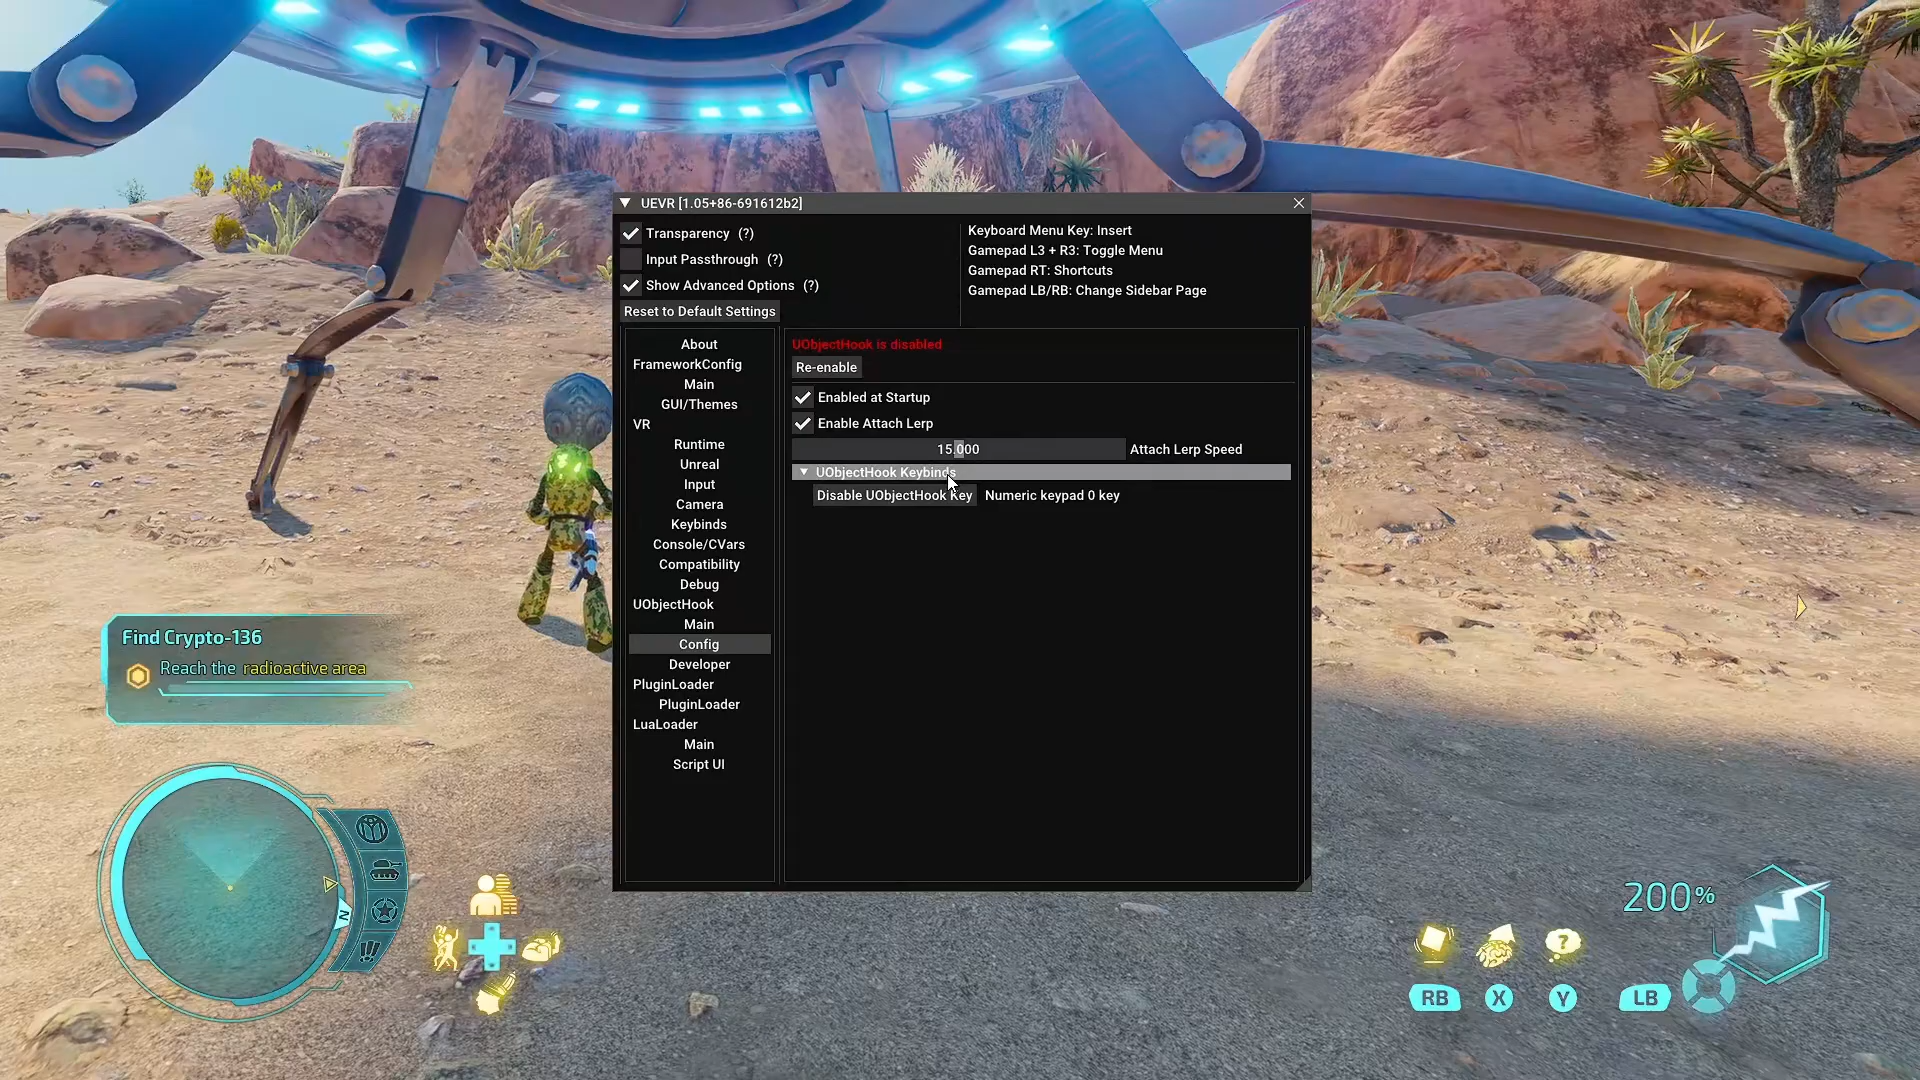 UEVR [1.05+86-691612b2]
Transparency (?)
Input Passthrough (?)
Show Advanced Options (?)
Reset to Default Settings
Keyboard Menu Key: Insert
Gamepad L3 + R3: Toggle Menu
Gamepad RT: Shortcuts
Gamepad LB/RB: Change Sidebar Page
About
FrameworkConfig
Main
GUI/Themes
VR
Runtime
Unreal
Input
Camera
Keybinds
Console/CVars
Compatibility
Debug
UObjectHook
Main
Config
Developer
PluginLoader
PluginLoader
LuaLoader
Main
Script UI
UObjectHook is disabled
Re-enable
Enabled at Startup
Enable Attach Lerp
15.000 Attach Lerp Speed
UObjectHook Keybinds
Disable UObjectHook Key Numeric keypad 0 key
Find Crypto-136
Reach the radioactive area
N
200%
?
RB X Y LB